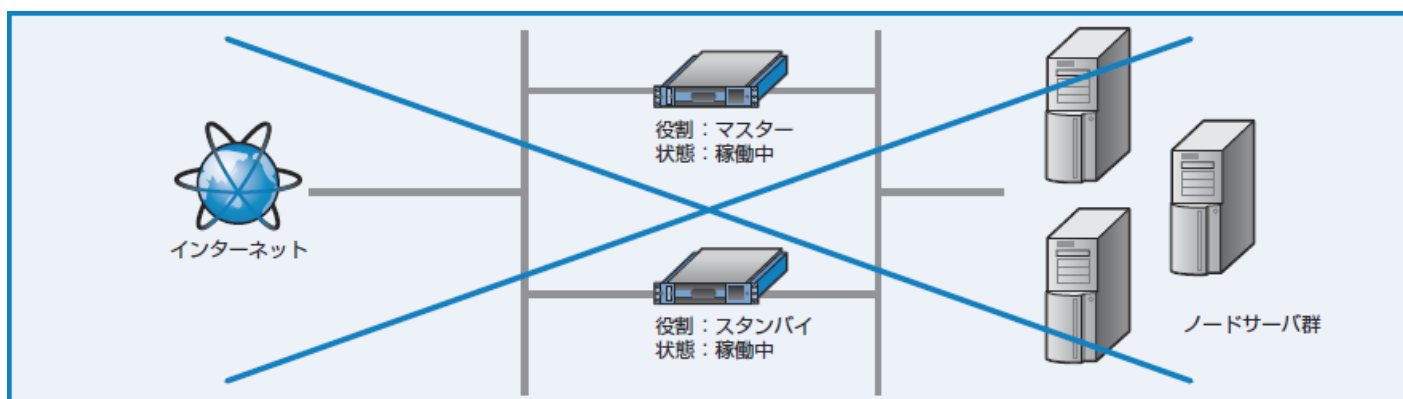 役割：マスター
状態：稼働中
インターネット
役割：スタンバイ
状態：稼働中
ノードサーバ群